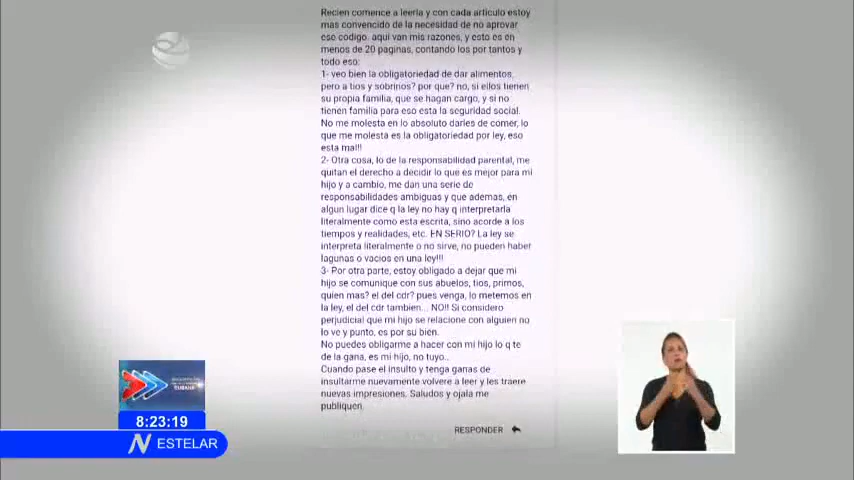 Recien comence a leerla y con cada articulo estoy
mas convencido de la necesidad de no aprovar
ese codigo. aqui van mis razones, y esto es en
menos de 20 paginas, contando los por tantos y
todo eso:
1- veo bien la obligatoriedad de dar alimentos,
pero a tios y sobrinos? por que? no, si ellos tienen
su propia familia, que se hagan cargo, y si no
tienen familia para eso esta la seguridad social.
No me molesta en lo absoluto darles de comer, lo
que me molesta es la obligatoriedad por ley, eso
esta mal!!!
2- Otra cosa, lo de la responsabilidad parental, me
quitan el derecho a decidir lo que es mejor para mi
hijo y a cambio, me dan una serie de
responsabilidades ambiguas y que ademas, en
algun lugar dice q la ley no hay q interpretarla
literalmente como esta escrita, sino acorde a los
tiempos y realidades, etc. EN SERIO? La ley se
interpreta literalmente o no sirve, no pueden haber
lagunas o vacios en una ley!!!
3- Por otra parte, estoy obligado a dejar que mi
hijo se comunique con sus abuelos, tios, primos,
quien mas? el del cdr? pues venga, lo metemos en
la ley, el del cdr tambien... NO!! Si considero
perjudicial que mi hijo se relacione con alguien no
lo ve y punto, es por su bien.
No puedes obligarme a hacer con mi hijo lo q te
de la gana, es mi hijo, no tuyo..
Cuando pase el insulto y tenga ganas de
insultarme nuevamente volvere a leer y les traere
nuevas impresiones. Saludos y ojala me
publiquen.
RESPONDER
CUBANA
8:23:19
N ESTELAR